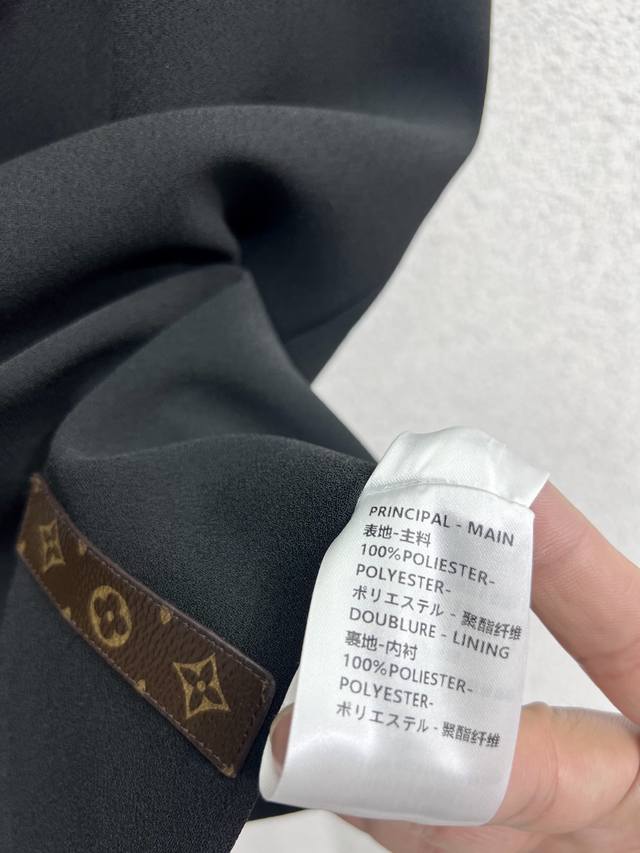 PRINCIPAL - MAIN
表地-主料
100%POLIESTER-
POLYESTER-
ポリエステル - 聚酯纤维
DOUBLURE - LINING
裏地-内衬
100%POLIESTER-
POLYESTER-
ポリエステル - 聚酯纤维